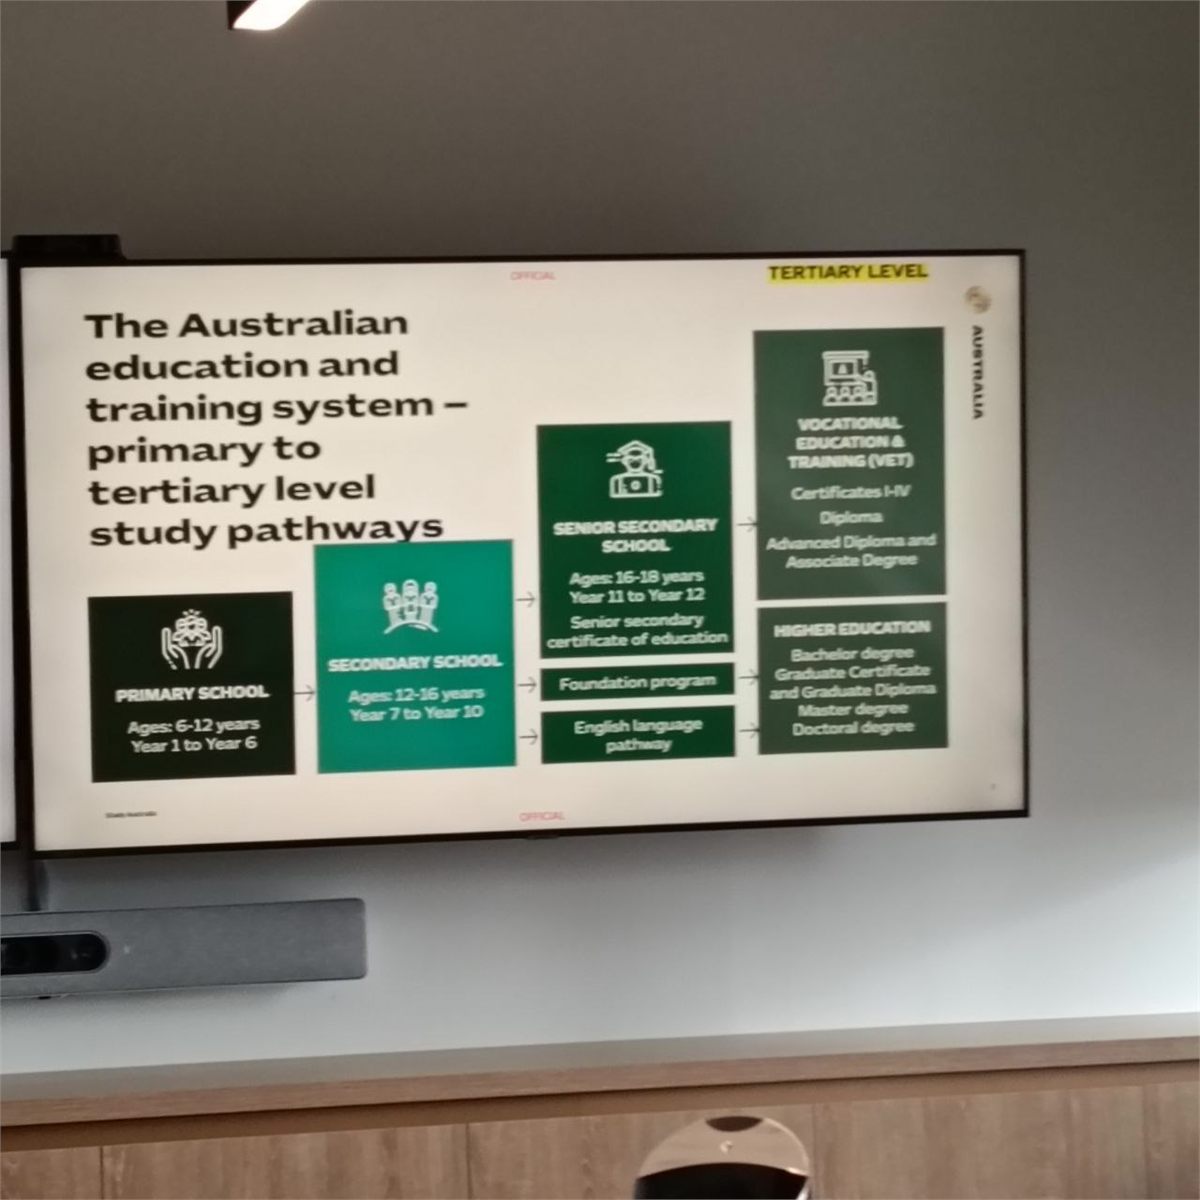 OFFICIAL
TERTIARY LEVEL
The Australian
education and
training system –
primary to
tertiary level
study pathways
AUSTRALIA
PRIMARY SCHOOL
Ages: 6-12 years
Year 1 to Year 6
SECONDARY SCHOOL
Ages: 12-16 years
Year 7 to Year 10
SENIOR SECONDARY
SCHOOL
Ages: 16-18 years
Year 11 to Year 12
Senior secondary
certificate of education
Foundation program
English language
pathway
VOCATIONAL
EDUCATION &
TRAINING (VET)
Certificates I-IV
Diploma
Advanced Diploma and
Associate Degree
HIGHER EDUCATION
Bachelor degree
Graduate Certificate
and Graduate Diploma
Master degree
Doctoral degree
Study Australia
OFFICIAL